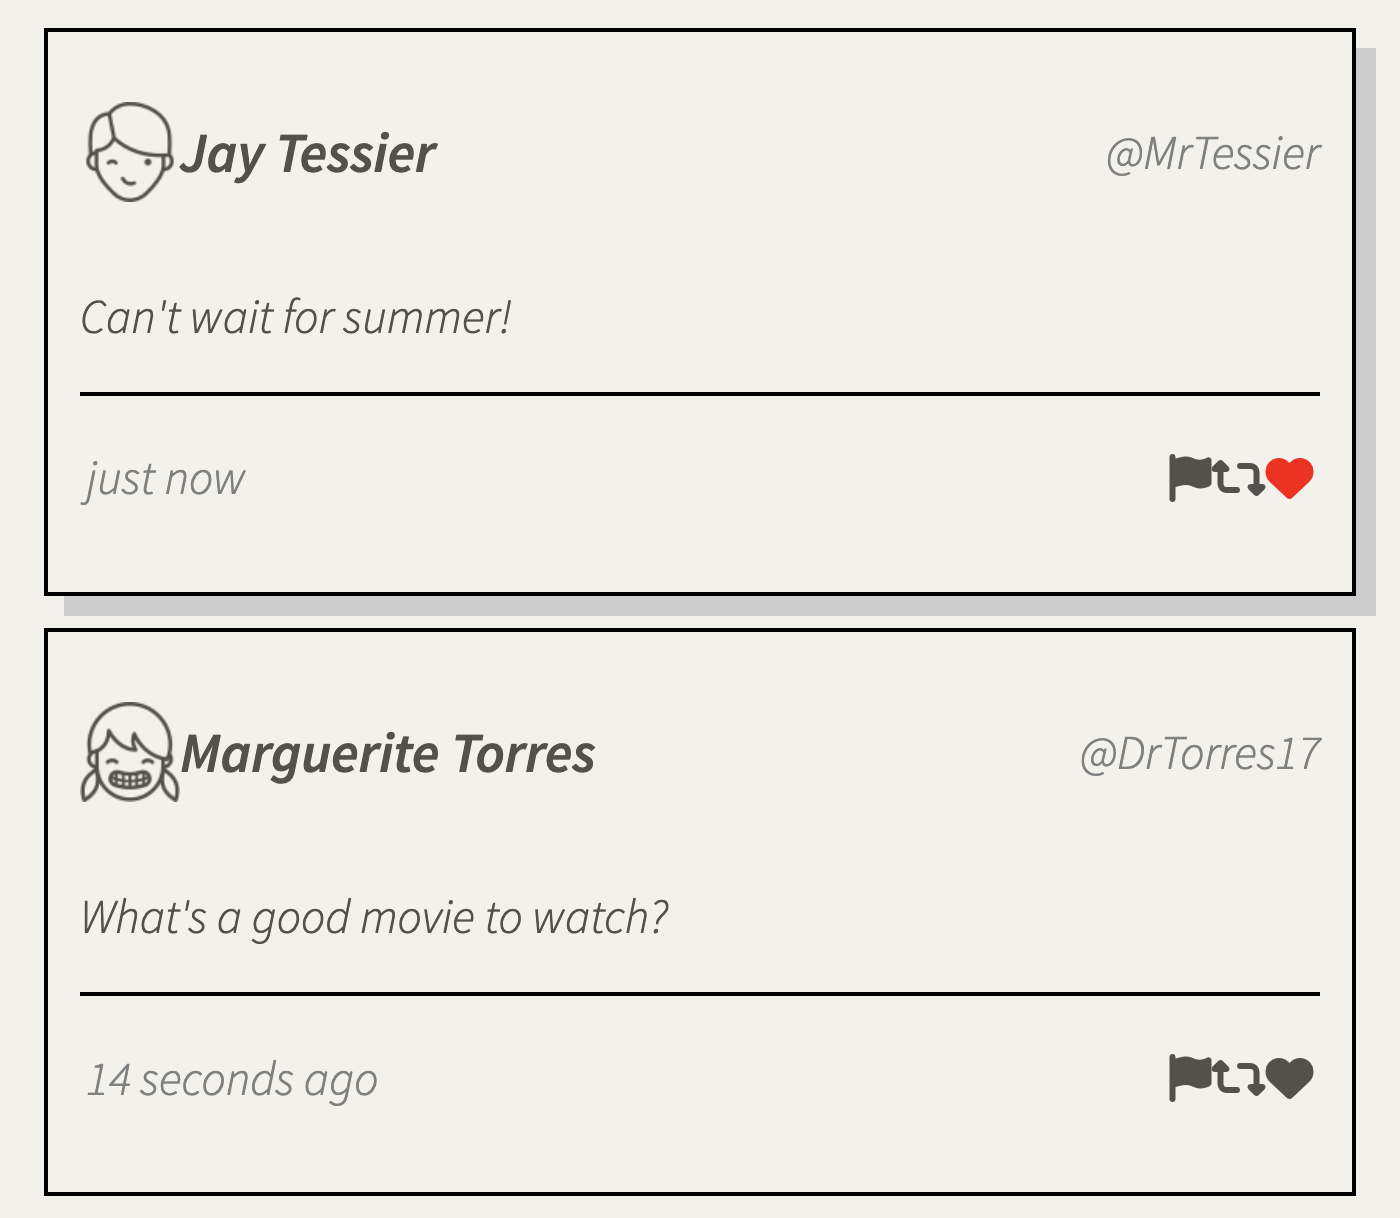 Jay Tessier @MrTessier
Can't wait for summer!
just now
Marguerite Torres @DrTorres17
What's a good movie to watch?
14 seconds ago